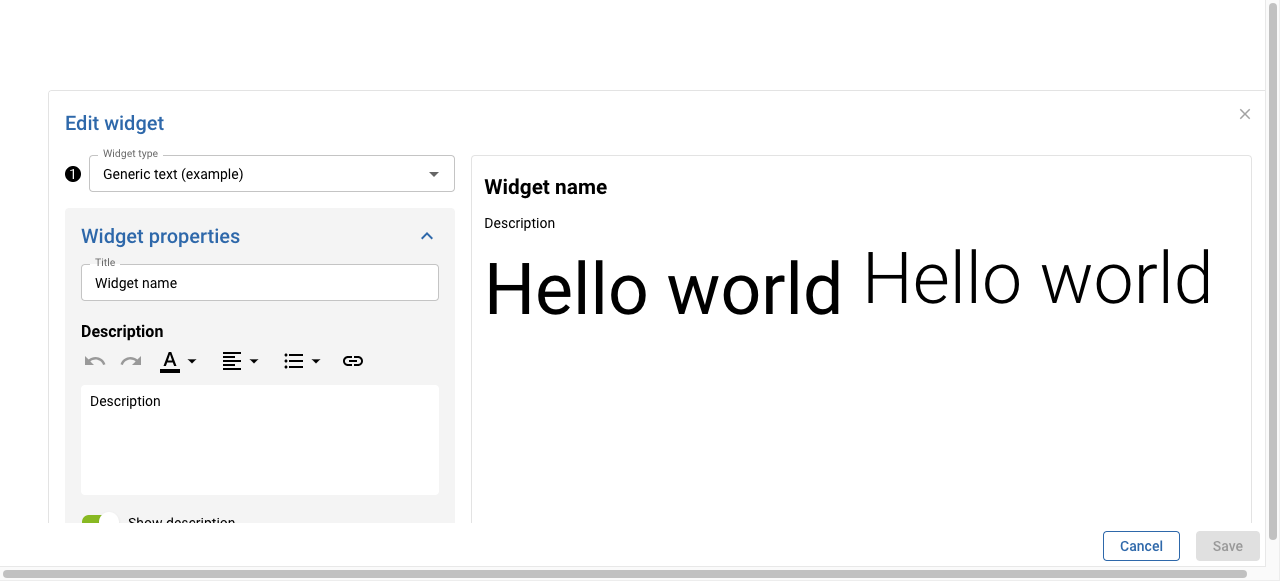 Edit widget
Widget type
1
Generic text (example)
Widget properties
Title
Widget name
Description
A
Description
Show description
Widget name
Description
Hello world Hello world
Cancel
Save